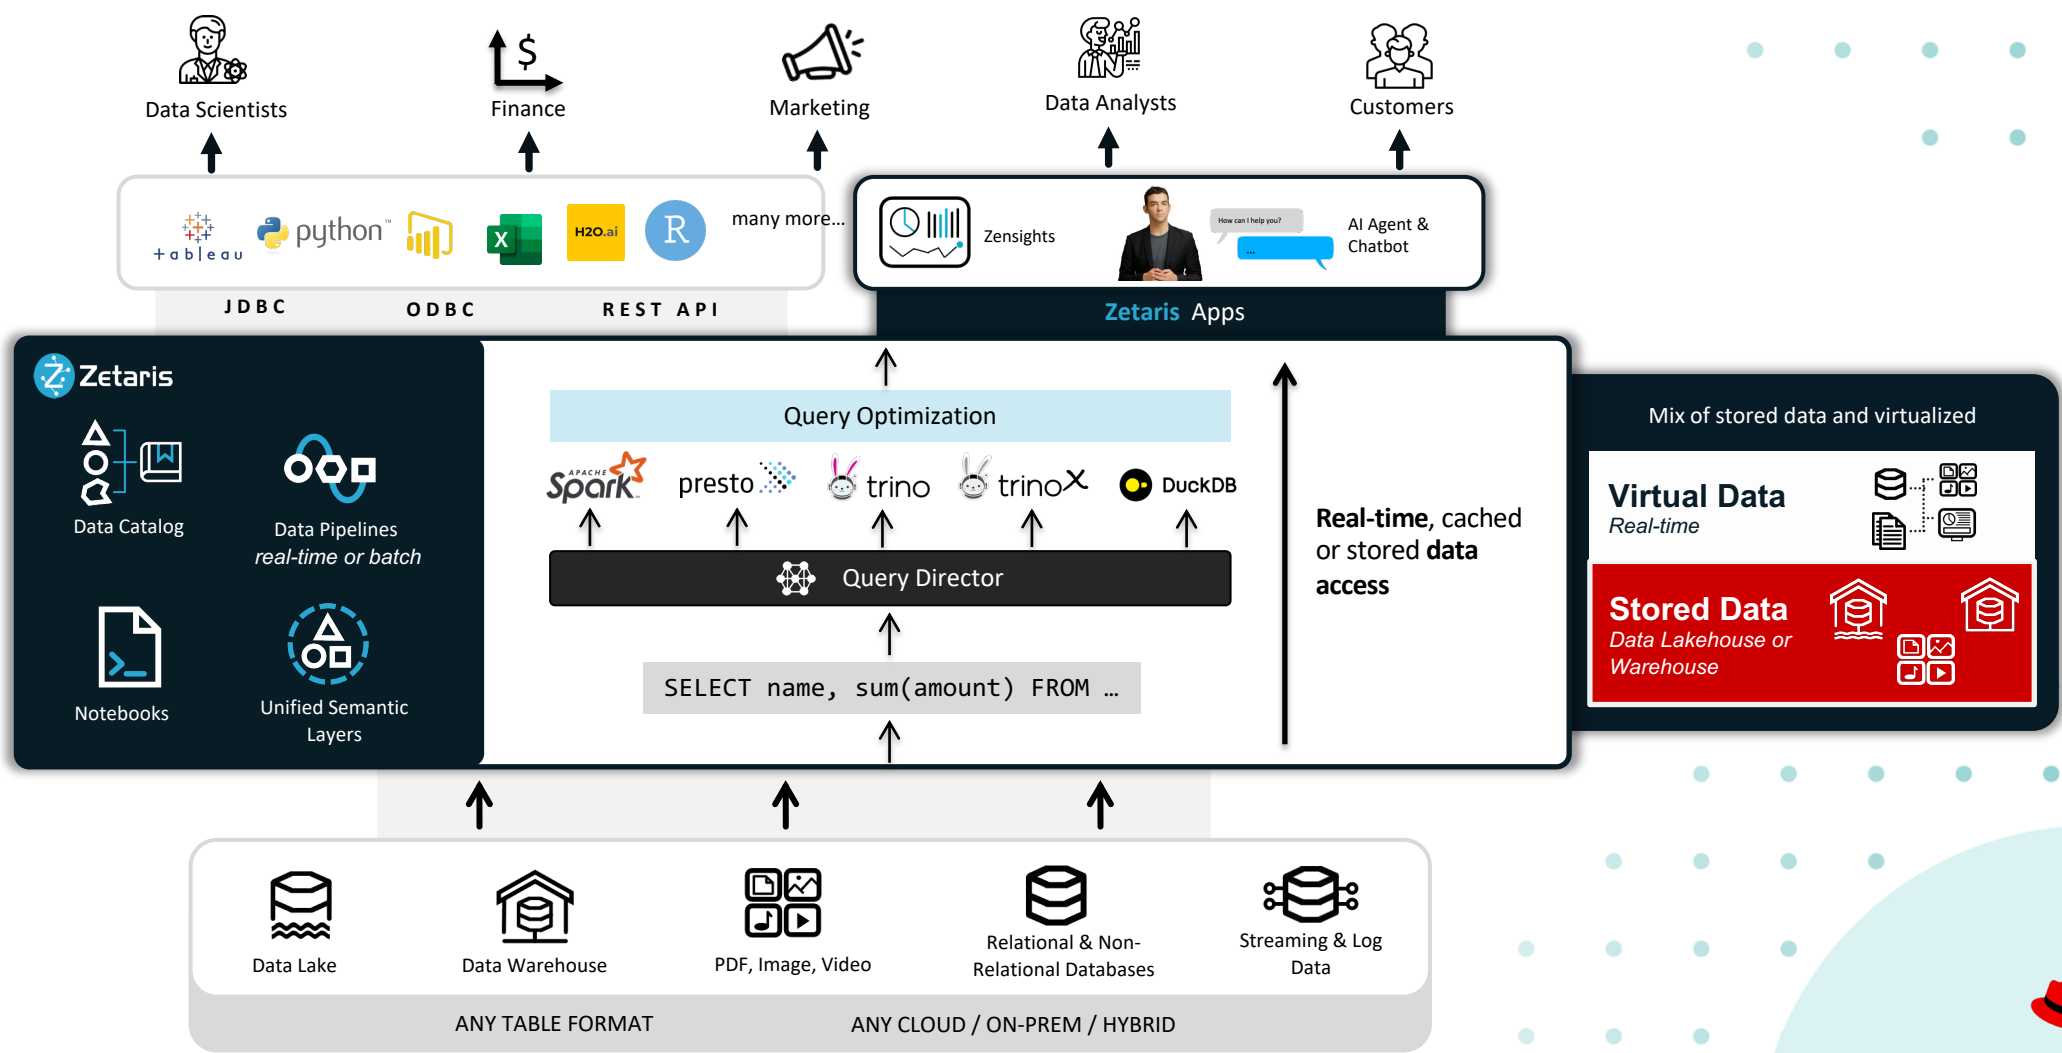 Data Scientists
Finance
Marketing
Data Analysts
Customers
+ableau
python™
X
H2O.ai
R
many more...
Zensights
How can I help you?
...
AI Agent &
Chatbot
JDBC
ODBC
REST API
Zetaris Apps
Zetaris
Data Catalog
Data Pipelines
real-time or batch
Notebooks
Unified Semantic
Layers
Query Optimization
APACHE
Spark™
presto
trino
trinoX
DuckDB
Query Director
SELECT name, sum(amount) FROM …
Real-time, cached
or stored data
access
Mix of stored data and virtualized
Virtual Data
Real-time
Stored Data
Data Lakehouse or
Warehouse
Data Lake
Data Warehouse
PDF, Image, Video
Relational & Non-
Relational Databases
Streaming & Log
Data
ANY TABLE FORMAT
ANY CLOUD / ON-PREM / HYBRID